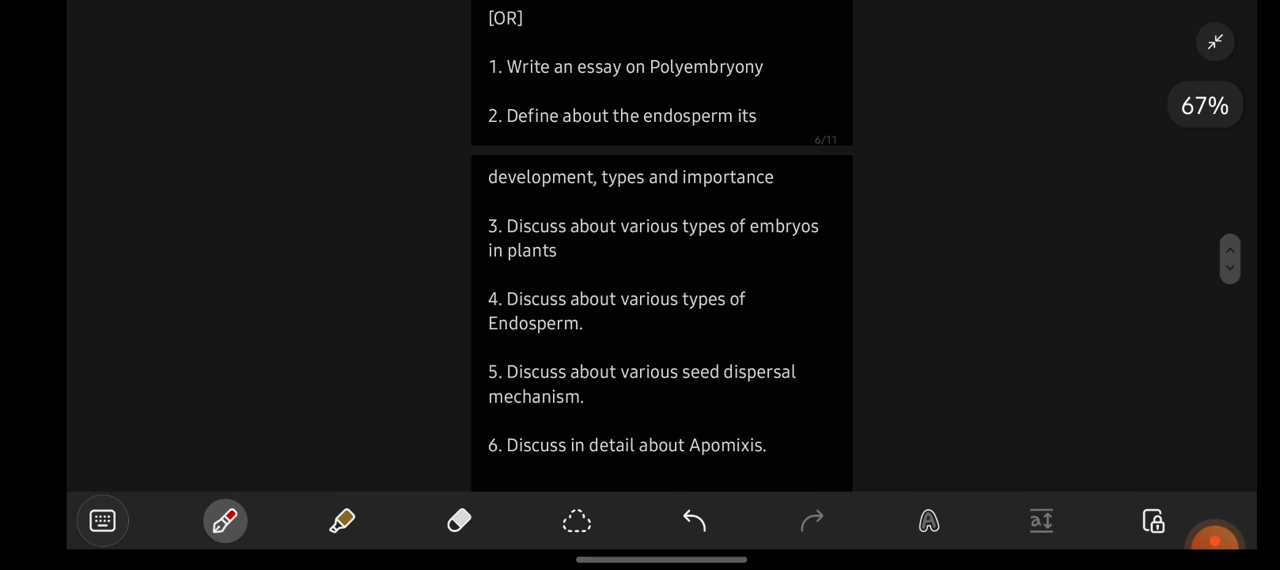 [OR]
1. Write an essay on Polyembryony
2. Define about the endosperm its
6/11
development, types and importance
3. Discuss about various types of embryos
in plants
4. Discuss about various types of
Endosperm.
5. Discuss about various seed dispersal
mechanism.
6. Discuss in detail about Apomixis.
67%
A
a